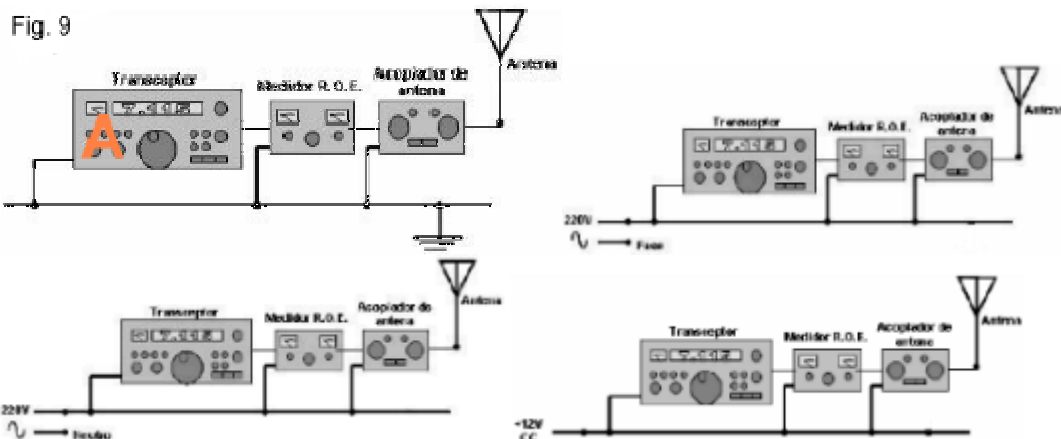 Fig. 9
Antena
Transceptor
Medidor R. O. E.
Acoplador de
antena
7.
A
Transceptor
Medidor R.O.E.
Acoplador de
antena
Antena
220V
Fase
Transceptor
Medidor R.O.E.
Acoplador de
antena
Antena
220V
Neutro
Transceptor
Medidor R.O.E.
Acoplador de
antena
Antena
+12V
CC